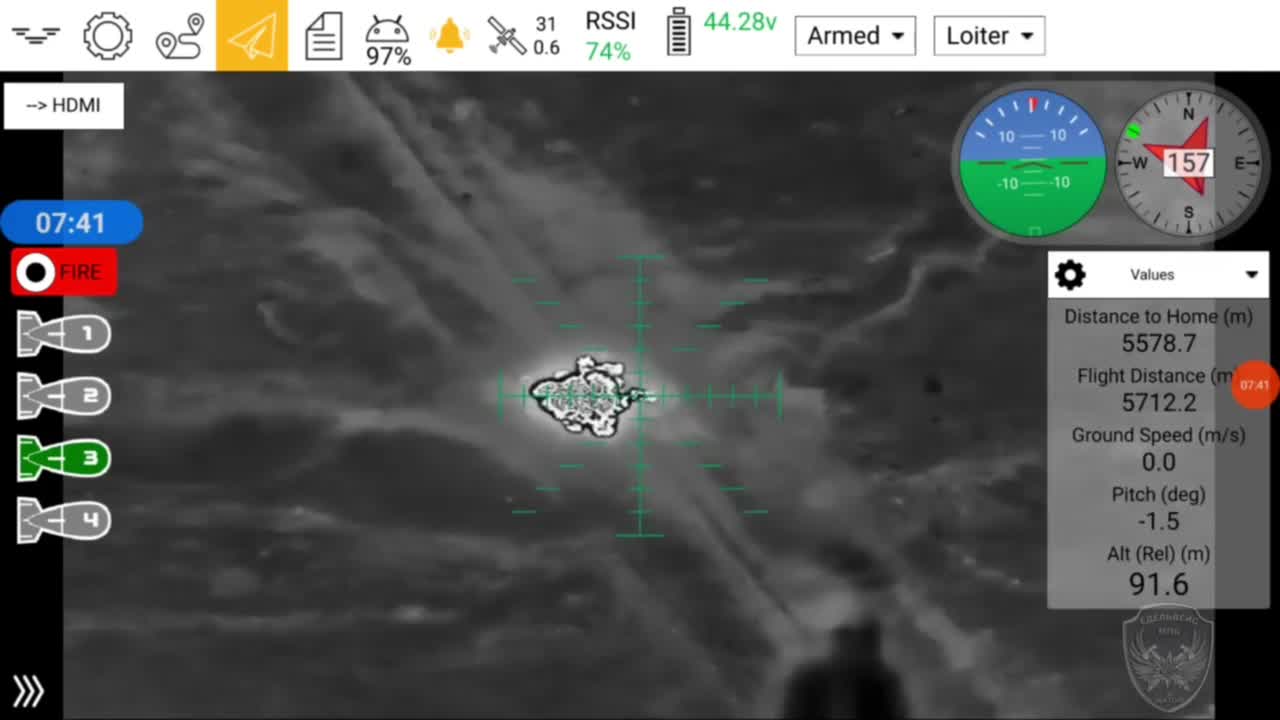 97%
31
0.6
RSSI
74%
44.28v
Armed
Loiter
--> HDMI
07:41
FIRE
1
2
3
4
10 10
-10 -10
N
W
E
S
157
Values
Distance to Home (m)
5578.7
Flight Distance (m
5712.2
07:41
Ground Speed (m/s)
0.0
Pitch (deg)
-1.5
Alt (Rel) (m)
91.6
ЕДЕЛЬВЕЙС